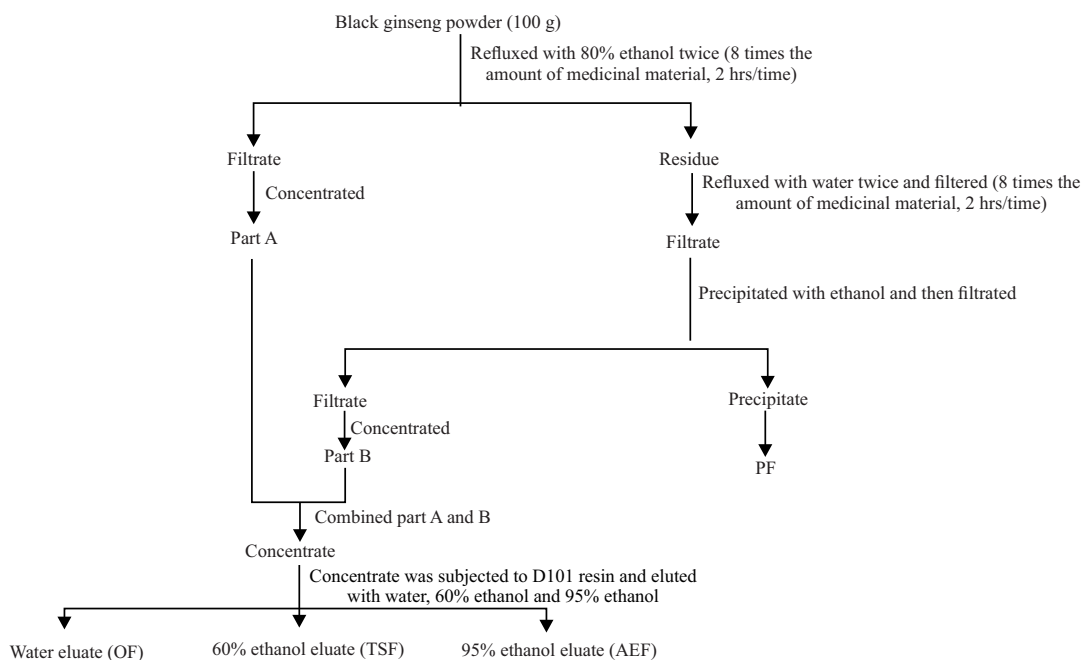 Black ginseng powder (100 g)
Refluxed with 80% ethanol twice (8 times the
amount of medicinal material, 2 hrs/time)
Filtrate
Residue
Concentrated
Refluxed with water twice and filtered (8 times the
amount of medicinal material, 2 hrs/time)
Part A
Filtrate
Precipitated with ethanol and then filtrated
Filtrate
Precipitate
Concentrated
Part B
PF
Combined part A and B
Concentrate
Concentrate was subjected to D101 resin and eluted
with water, 60% ethanol and 95% ethanol
Water eluate (OF)
60% ethanol eluate (TSF)
95% ethanol eluate (AEF)